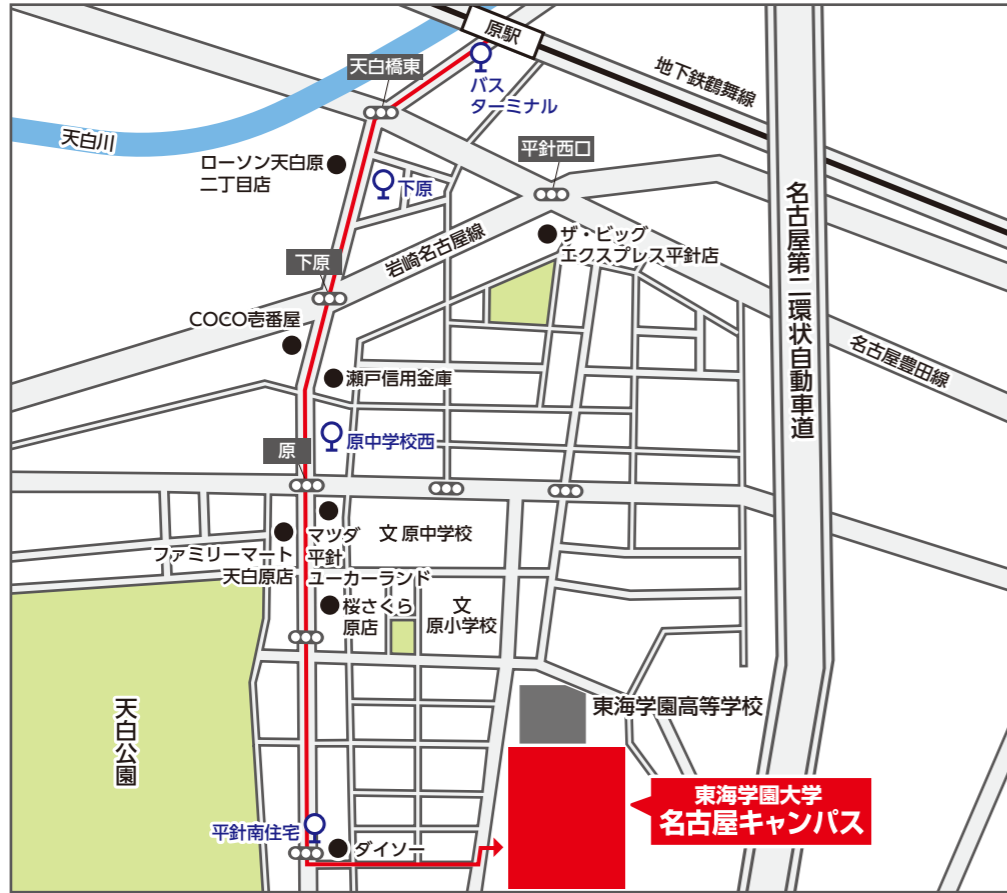 原駅
天白橋東
バス
ターミナル
地下鉄鶴舞線
天白川
ローソン天白原
二丁目店
下原
平針西口
名古屋第二環状自動車道
岩崎名古屋線
ザ・ビッグ
エクスプレス平針店
下原
COCO壱番屋
名古屋豊田線
瀬戸信用金庫
原中学校西
原
マツダ
平針
ユーカーランド
文 原中学校
ファミリーマート
天白原店
桜さくら
原店
文
原小学校
天白公園
東海学園高等学校
東海学園大学
名古屋キャンパス
平針南住宅
ダイソー